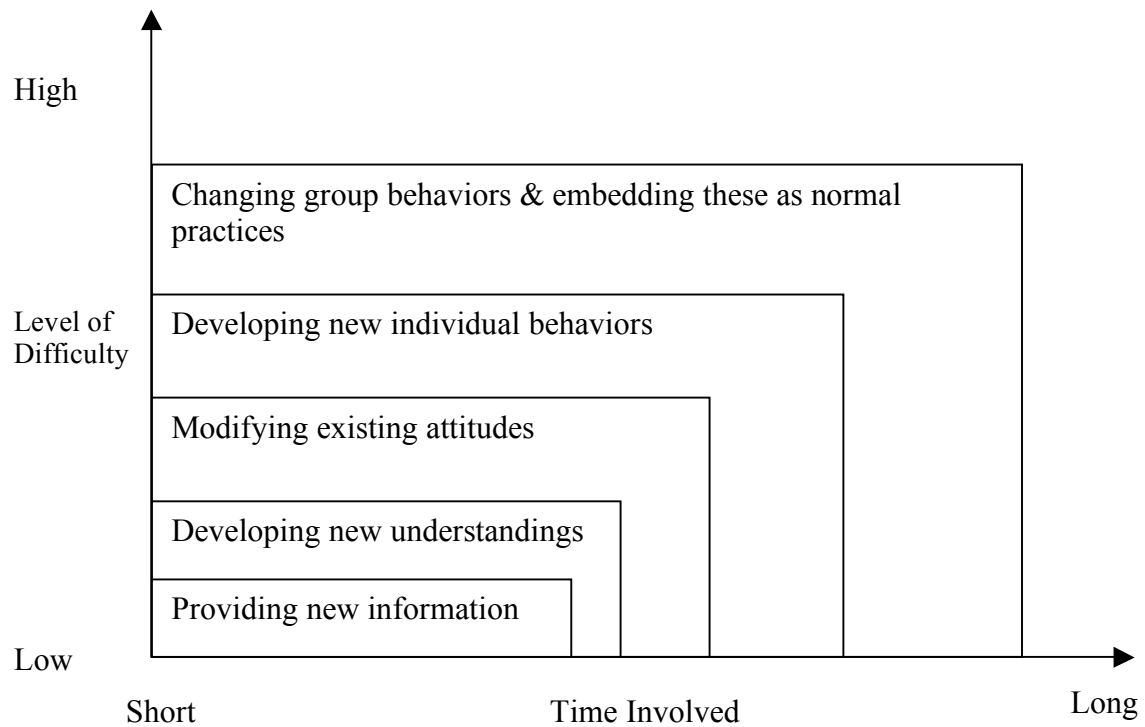 High
Changing group behaviors & embedding these as normal
practices
Level of
Difficulty
Developing new individual behaviors
Modifying existing attitudes
Developing new understandings
Providing new information
Low
Short
Time Involved
Long